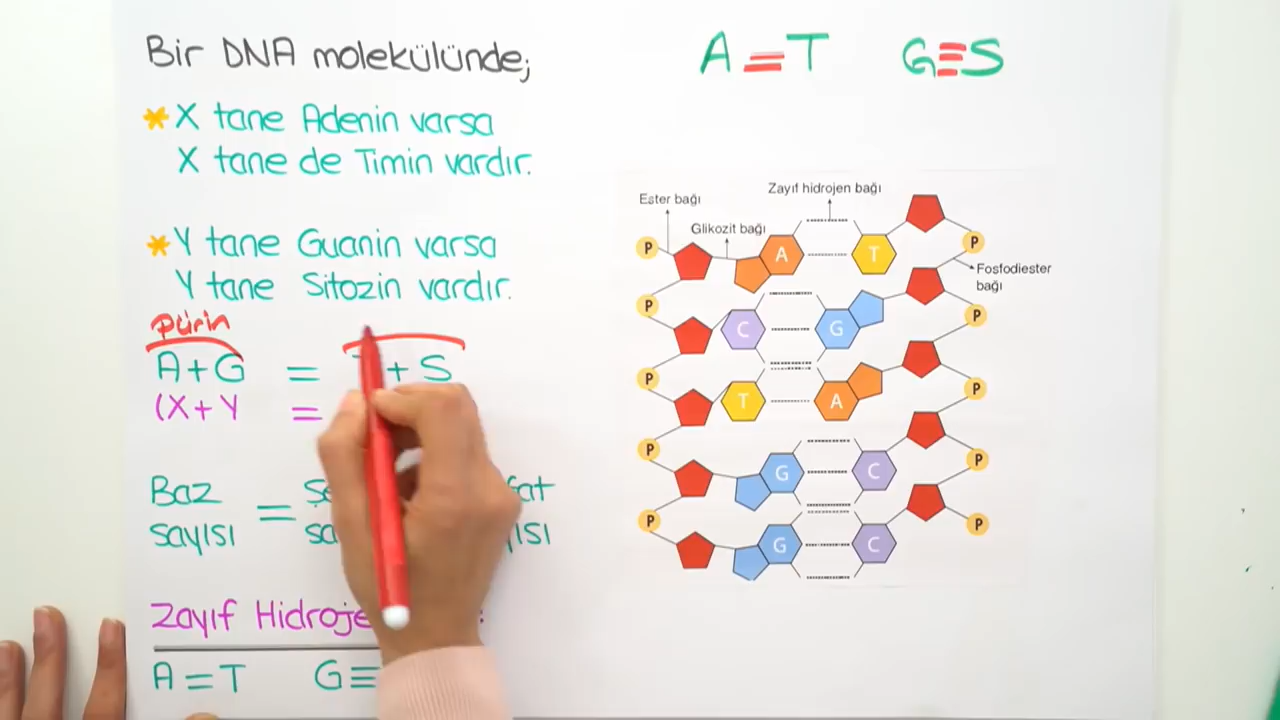 Bir DNA molekülünde;
A = T G ≡ S
* X tane Adenin varsa
X tane de Timin vardır.
* Y tane Guanin varsa
Y tane Sitozin vardır.
pürin
A+G = + S
(X+Y =
Baz
sayısı =
Zayıf
A=T G≡
Zayıf hidrojen bağı
Ester bağı
Glikozit bağı
Fosfodiester
bağı
P A T P
P C G P
P T A P
P G C P
P G C P